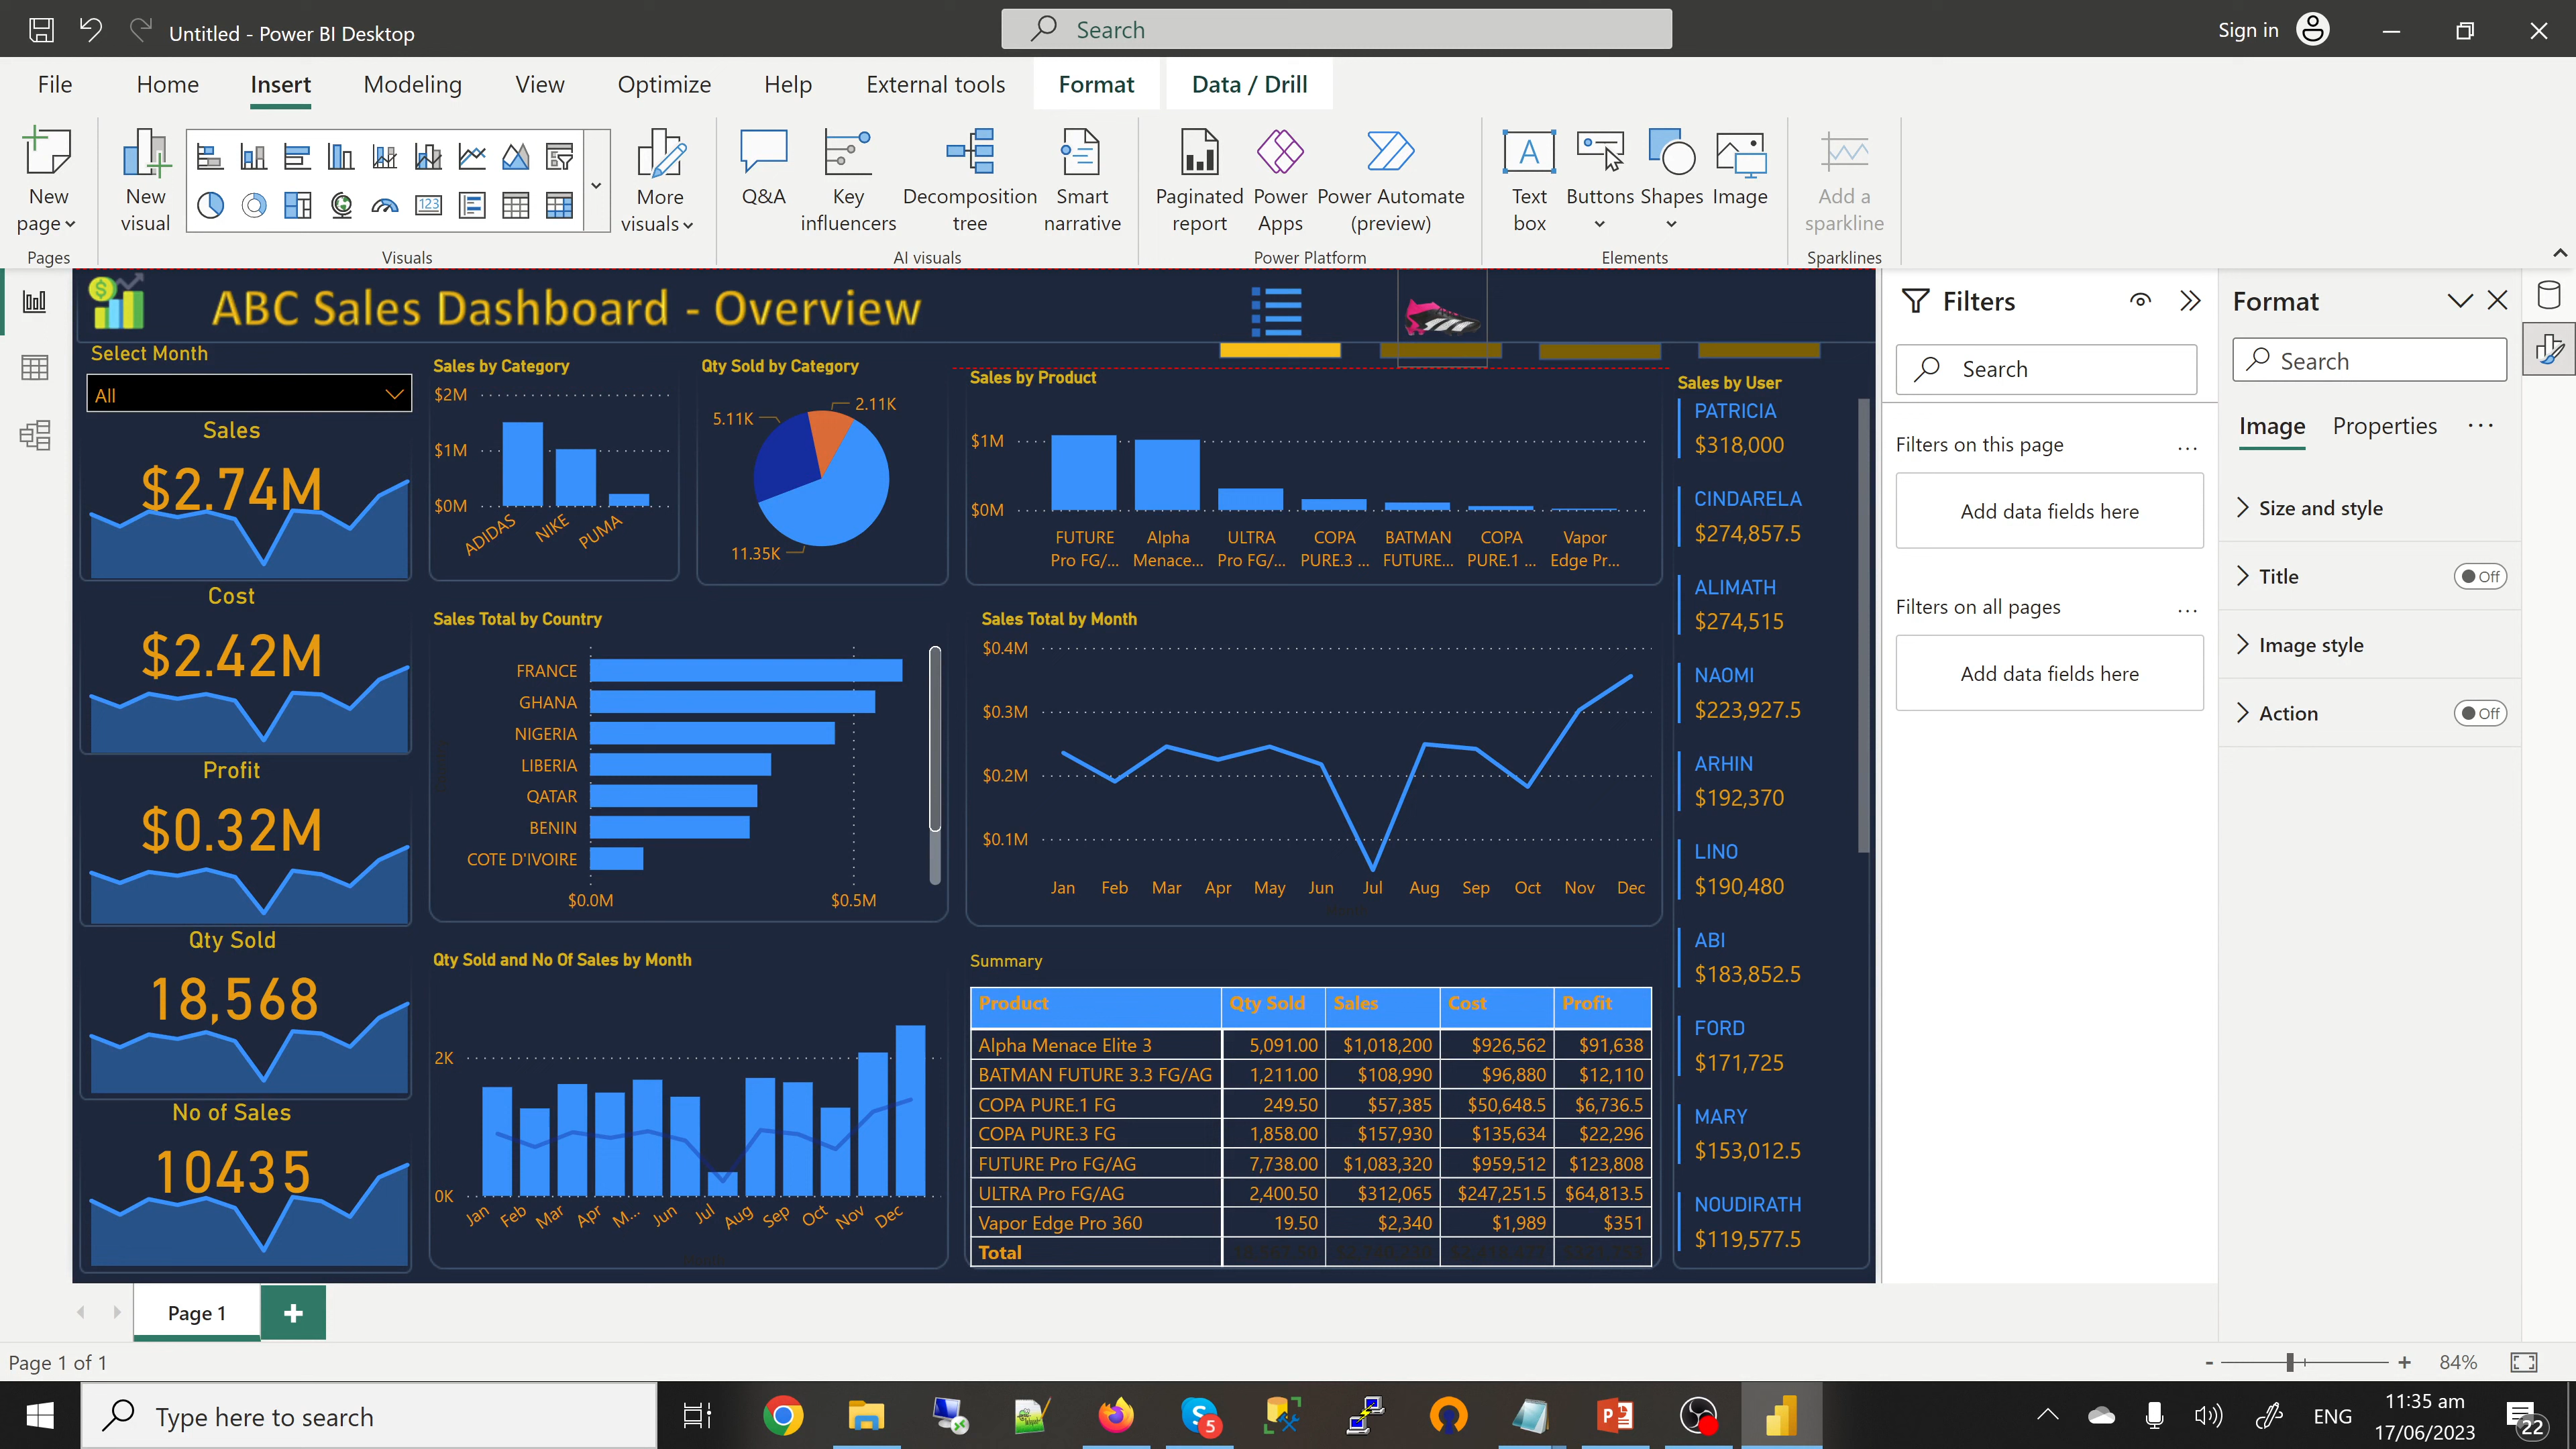 Untitled - Power BI Desktop
Search
Sign in
File
Home
Insert
Modeling
View
Optimize
Help
External tools
Format
Data / Drill
New page
New visual
More visuals
Q&A
Key influencers
Decomposition tree
Smart narrative
Paginated report
Power Apps
Power Automate (preview)
Text box
Buttons
Shapes
Image
Add a sparkline
Pages
Visuals
AI visuals
Power Platform
Elements
Sparklines
ABC Sales Dashboard - Overview
Select Month
All
Sales
$2.74M
Cost
$2.42M
Profit
$0.32M
Qty Sold
18,568
No of Sales
10435
Sales by Category
$2M
$1M
$0M
ADIDAS
NIKE
PUMA
Qty Sold by Category
5.11K
2.11K
11.35K
Sales by Product
$1M
$0M
FUTURE Pro FG/...
Alpha Menace...
ULTRA Pro FG/...
COPA PURE.3 ...
BATMAN FUTURE...
COPA PURE.1 ...
Vapor Edge Pr...
Sales Total by Country
FRANCE
GHANA
NIGERIA
LIBERIA
QATAR
BENIN
COTE D'IVOIRE
$0.0M
$0.5M
Sales Total by Month
$0.4M
$0.3M
$0.2M
$0.1M
Jan Feb Mar Apr May Jun Jul Aug Sep Oct Nov Dec
Qty Sold and No Of Sales by Month
2K
0K
Jan Feb Mar Apr M... Jun Jul Aug Sep Oct Nov Dec
Summary
Product Qty Sold Sales Cost Profit
Alpha Menace Elite 3 5,091.00 $1,018,200 $926,562 $91,638
BATMAN FUTURE 3.3 FG/AG 1,211.00 $108,990 $96,880 $12,110
COPA PURE.1 FG 249.50 $57,385 $50,648.5 $6,736.5
COPA PURE.3 FG 1,858.00 $157,930 $135,634 $22,296
FUTURE Pro FG/AG 7,738.00 $1,083,320 $959,512 $123,808
ULTRA Pro FG/AG 2,400.50 $312,065 $247,251.5 $64,813.5
Vapor Edge Pro 360 19.50 $2,340 $1,989 $351
Total
Sales by User
PATRICIA
$318,000
CINDARELA
$274,857.5
ALIMATH
$274,515
NAOMI
$223,927.5
ARHIN
$192,370
LINO
$190,480
ABI
$183,852.5
FORD
$171,725
MARY
$153,012.5
NOUDIRATH
$119,577.5
Filters
Search
Filters on this page
...
Add data fields here
Filters on all pages
...
Add data fields here
Format
Search
Image
Properties
...
Size and style
Title
Off
Image style
Action
Off
Page 1
+
Page 1 of 1
- + 84%
Type here to search
5
ENG
11:35 am
17/06/2023
22